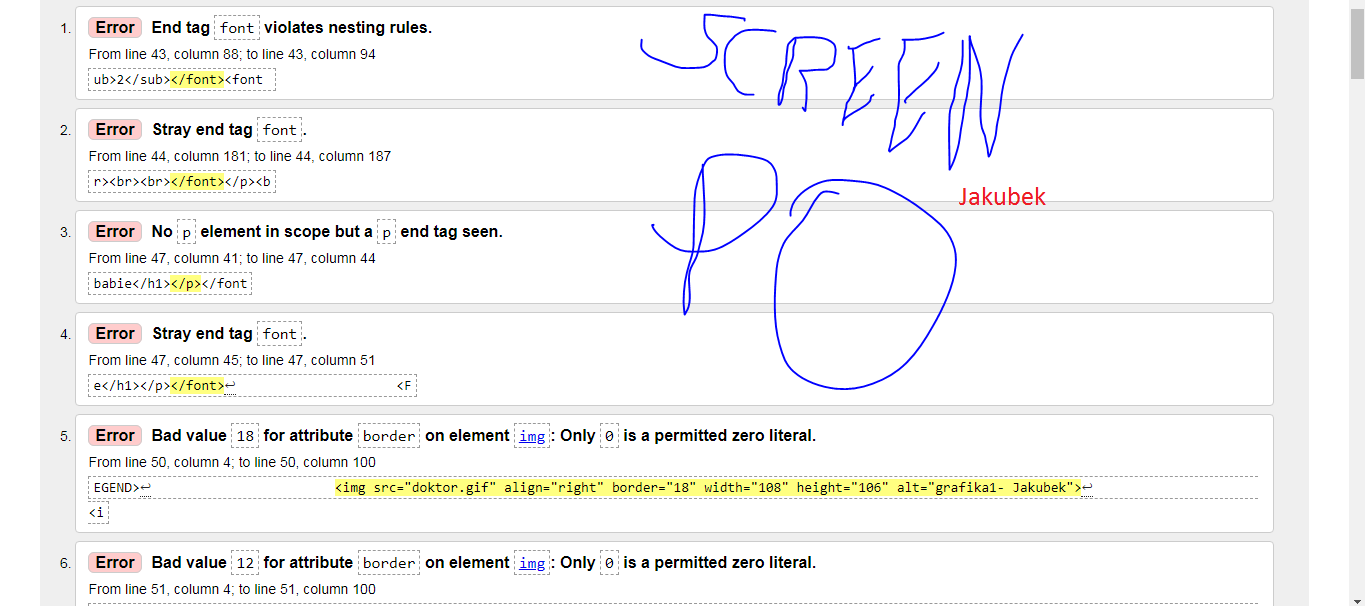 1. Error End tag font violates nesting rules.
From line 43, column 88; to line 43, column 94
ub>2</sub></font><font
2. Error Stray end tag font.
From line 44, column 181; to line 44, column 187
r><br><br></font></p><b
3. Error No p element in scope but a p end tag seen.
From line 47, column 41; to line 47, column 44
babie</h1></p></font
4. Error Stray end tag font.
From line 47, column 45; to line 47, column 51
e</h1></p></font>↩ <F
5. Error Bad value 18 for attribute border on element img: Only 0 is a permitted zero literal.
From line 50, column 4; to line 50, column 100
EGEND>↩ <img src="doktor.gif" align="right" border="18" width="108" height="106" alt="grafika1- Jakubek">↩
<i
6. Error Bad value 12 for attribute border on element img: Only 0 is a permitted zero literal.
From line 51, column 4; to line 51, column 100
SCREEN
PO
Jakubek